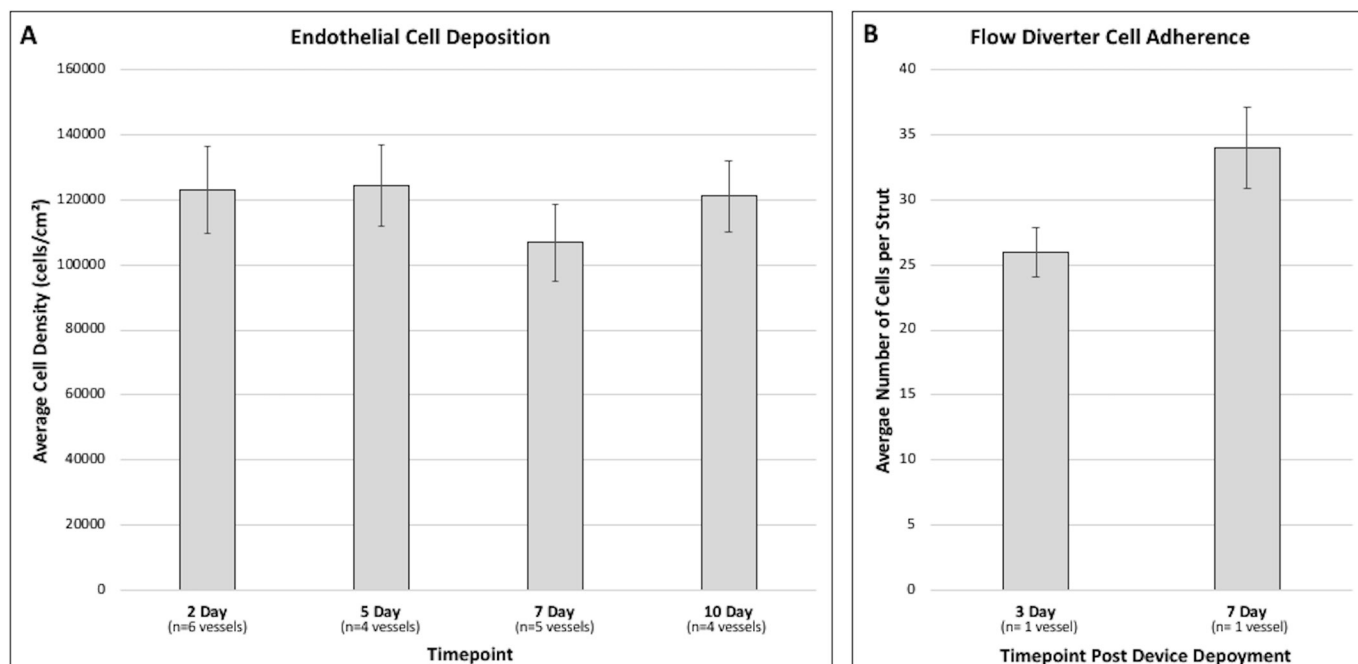 A
Endothelial Cell Deposition
Average Cell Density (cells/cm²)
160000
140000
120000
100000
80000
60000
40000
20000
0
2 Day
(n=6 vessels)
5 Day
(n=4 vessels)
7 Day
(n=5 vessels)
10 Day
(n=4 vessels)
Timepoint
B
Flow Diverter Cell Adherence
Avergae Number of Cells per Strut
40
35
30
25
20
15
10
5
0
3 Day
(n= 1 vessel)
7 Day
(n= 1 vessel)
Timepoint Post Device Depoyment